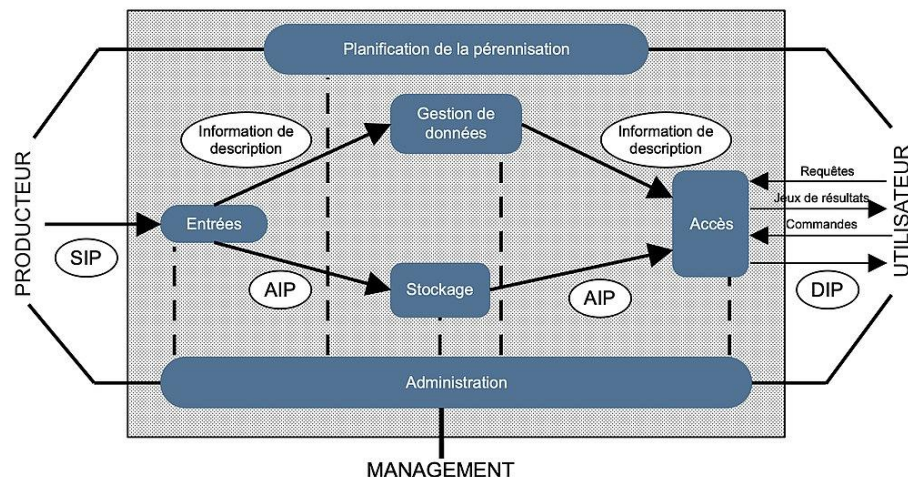 Planification de la pérennisation
Gestion de
données
Information de
description
Information de
description
PRODUCTEUR
UTILISATEUR
Requêtes
Jeux de résultats
Entrées
Accès
Commandes
SIP
AIP
Stockage
AIP
DIP
Administration
MANAGEMENT